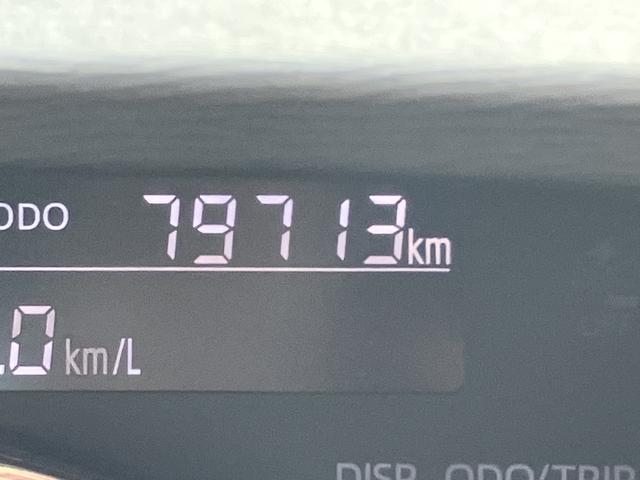 ODO 79713km
.0 km/L
DISP ODO/TRIP